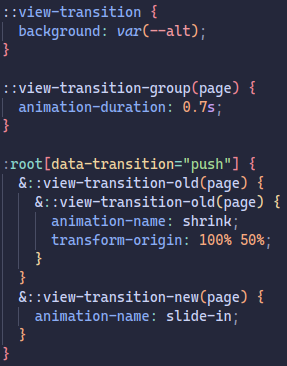 ::view-transition {
  background: var(--alt);
}

::view-transition-group(page) {
  animation-duration: 0.7s;
}

:root[data-transition="push"] {
  &::view-transition-old(page) {
    &::view-transition-old(page) {
      animation-name: shrink;
      transform-origin: 100% 50%;
    }
  }
  &::view-transition-new(page) {
    animation-name: slide-in;
  }
}